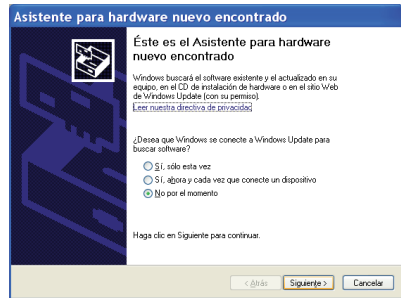 Asistente para hardware nuevo encontrado
Éste es el Asistente para hardware
nuevo encontrado
Windows buscará el software existente y el actualizado en su
equipo, en el CD de instalación de hardware o en el sitio Web
de Windows Update (con su permiso).
Leer nuestra directiva de privacidad
¿Desea que Windows se conecte a Windows Update para
buscar software?
Sí, sólo esta vez
Sí, ahora y cada vez que conecte un dispositivo
No por el momento
Haga clic en Siguiente para continuar.
< Atrás Siguiente > Cancelar